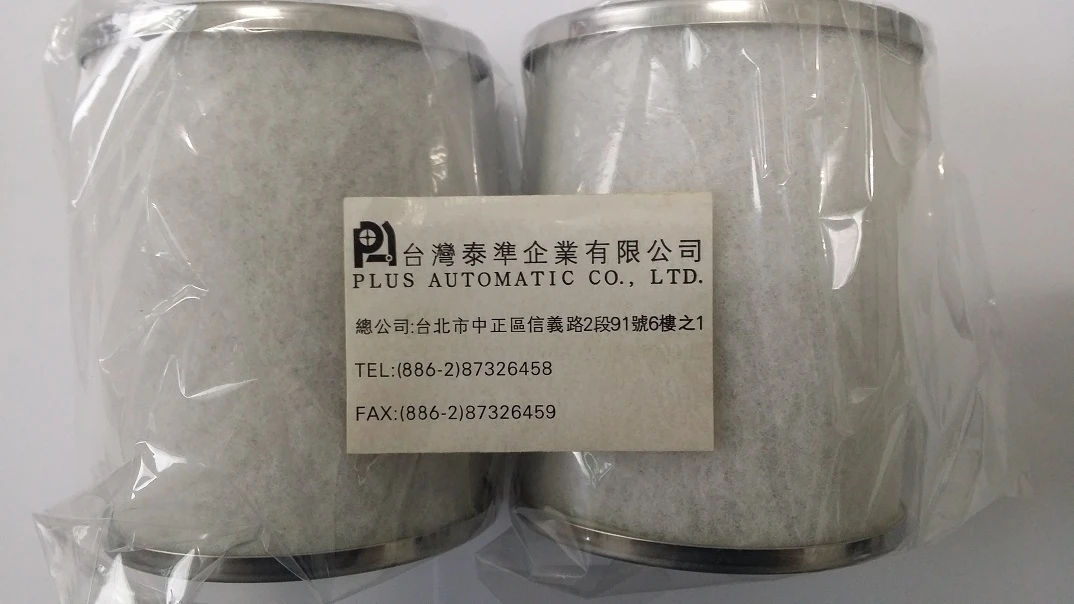 台灣泰準企業有限公司
PLUS AUTOMATIC CO., LTD.
總公司:台北市中正區信義路2段91號6樓之1
TEL:(886-2)87326458
FAX:(886-2)87326459